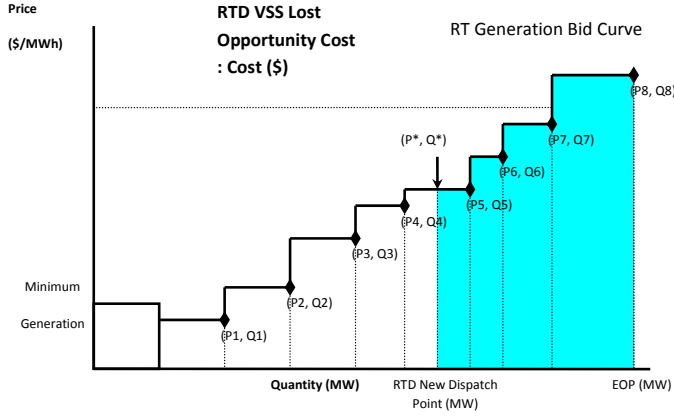 Price
($/MWh)
RTD VSS Lost
Opportunity Cost
: Cost ($)
RT Generation Bid Curve
(P8, Q8)
(P*, Q*)
(P7, Q7)
(P6, Q6)
(P5, Q5)
(P4, Q4)
(P3, Q3)
(P2, Q2)
(P1, Q1)
Minimum
Generation
Quantity (MW)
RTD New Dispatch
Point (MW)
EOP (MW)